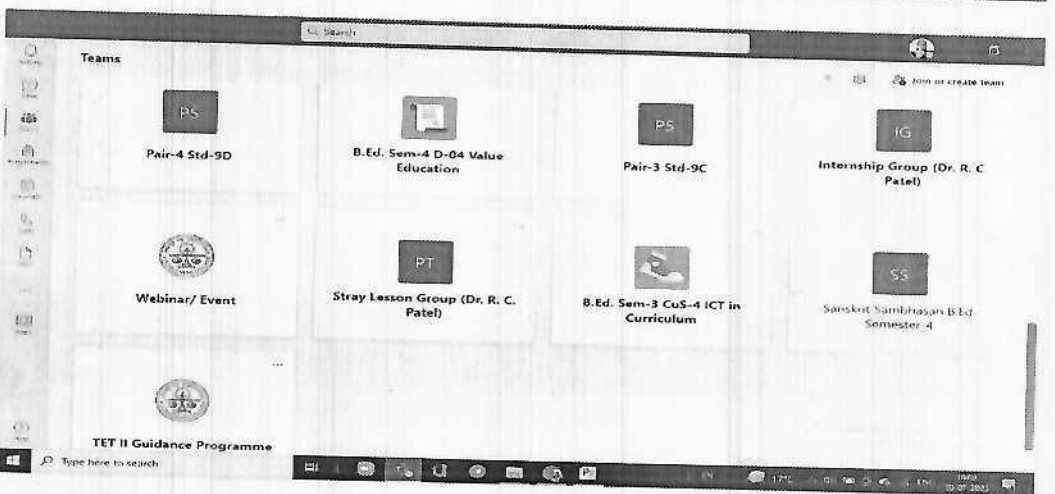 Search
Teams
Join or create team
PS
Pair-4 Std-9D
B.Ed. Sem-4 D-04 Value
Education
PS
Pair-3 Std-9C
IG
Internship Group (Dr. R. C
Patel)
Webinar/ Event
PT
Stray Lesson Group (Dr. R. C.
Patel)
B.Ed. Sem-3 CuS-4 ICT in
Curriculum
SS
Sanskrit Sambhasan B.Ed
Semester 4
TET II Guidance Programme
Type here to search
17°C
ENG